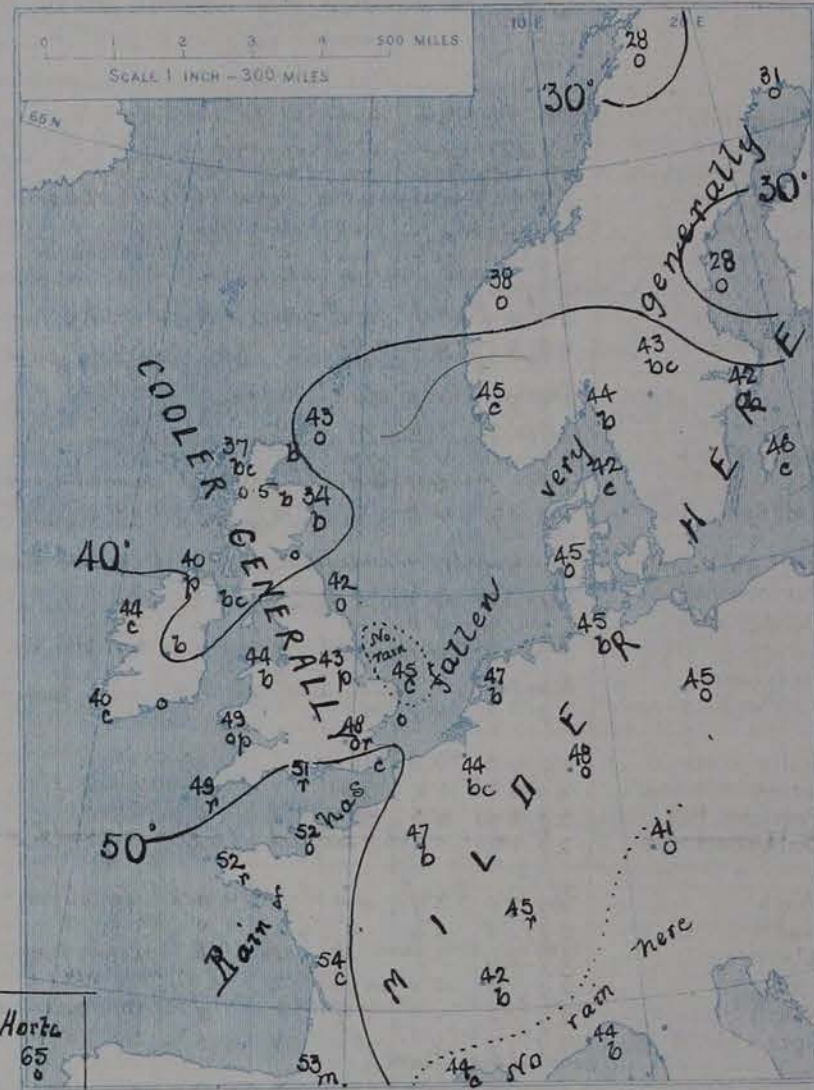 0 1 2 3 4 500 MILES
SCALE 1 INCH - 300 MILES
10 E
20 E
65 N
28
30°
31
30°
28
o
38
o
43
bc
42
45
c
44
b
46
c
42
c
43
o
37
bc
b
o
5
b
34
b
o
40°
40
p
bc
44
c
b
42
o
45
o
45
b
44
b
43
p
No
rain
45
c
47
b
45
o
40
c
o
49
op
48
or
o
48
o
49
r
51
r
c
44
bc
50°
52
o
47
b
41
o
52
r
f
45
r
54
c
42
b
53
m
44
o
44
b
Horta
65
o
COOLER GENERALLY
MILDER HERE
Rain has fallen very generally
No rain here